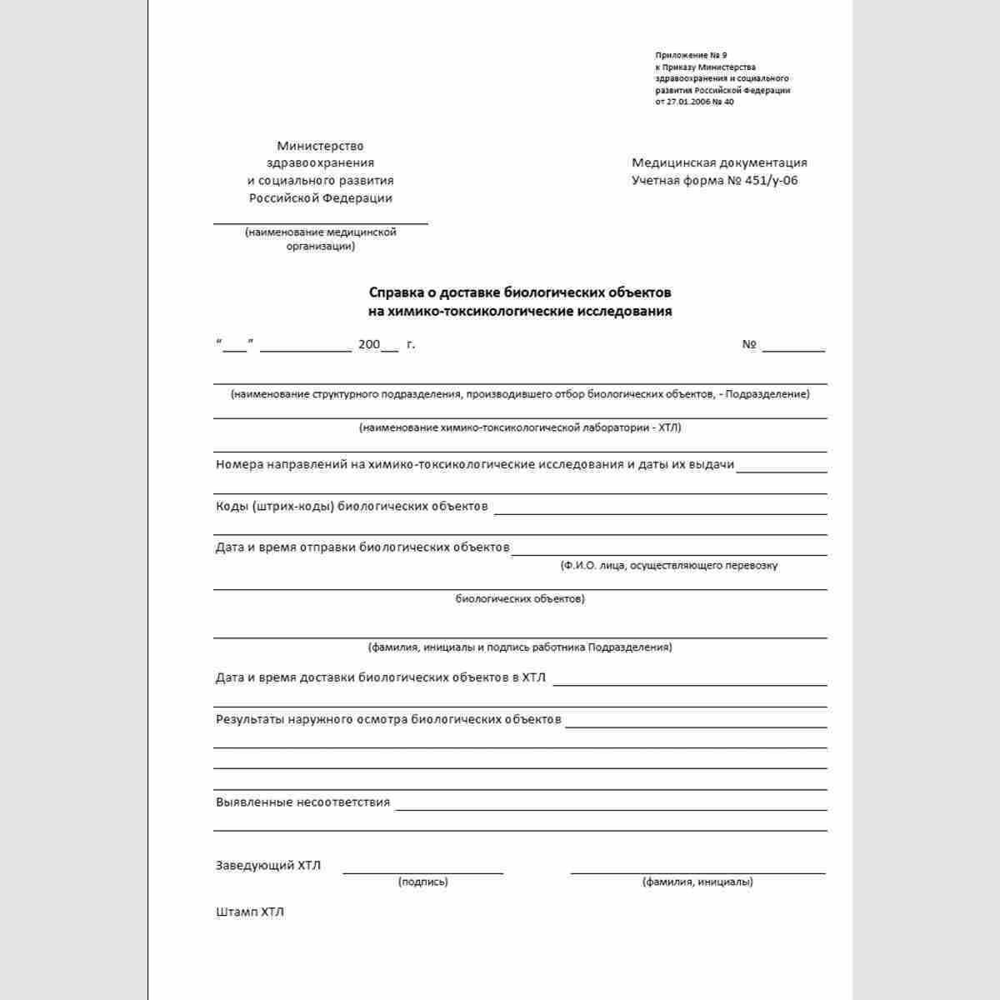 Приложение № 9
к Приказу Министерства
здравоохранения и социального
развития Российской Федерации
от 27.01.2006 № 40
Министерство
здравоохранения
и социального развития
Российской Федерации
(наименование медицинской
организации)
Медицинская документация
Учетная форма № 451/у-06
Справка о доставке биологических объектов
на химико-токсикологические исследования
“___” ____________ 200__ г. № ________
(наименование структурного подразделения, производившего отбор биологических объектов, - Подразделение)
(наименование химико-токсикологической лаборатории - ХТЛ)
Номера направлений на химико-токсикологические исследования и даты их выдачи
Коды (штрих-коды) биологических объектов
Дата и время отправки биологических объектов
(Ф.И.О. лица, осуществляющего перевозку
биологических объектов)
(фамилия, инициалы и подпись работника Подразделения)
Дата и время доставки биологических объектов в ХТЛ
Результаты наружного осмотра биологических объектов
Выявленные несоответствия
Заведующий ХТЛ
(подпись) (фамилия, инициалы)
Штамп ХТЛ